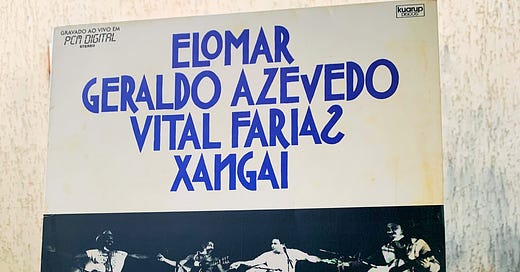 GRAVADO AO VIVO EM
PCM DIGITAL
STEREO
kuarup
DISCOS
ELOMAR
GERALDO AZEVEDO
VITAL FARIAS
XANGAI